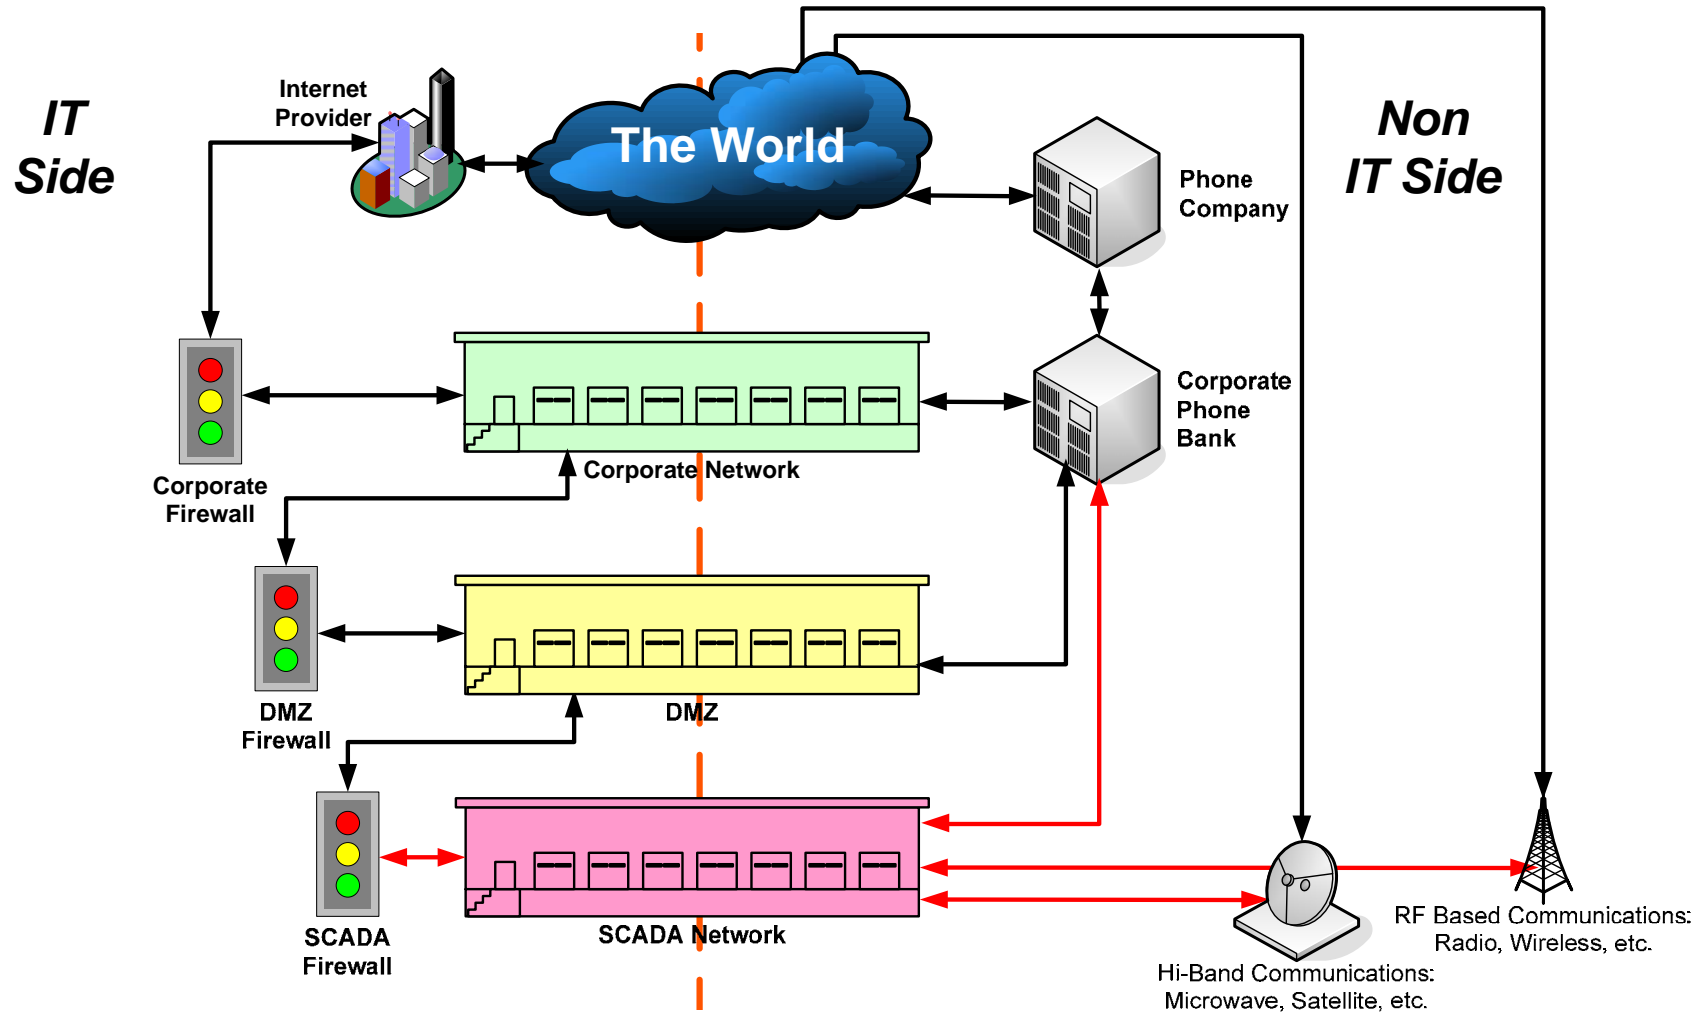 IT
Side
Internet
Provider
The World
Non
IT Side
Phone
Company
Corporate
Phone
Bank
Corporate Network
Corporate
Firewall
DMZ
Firewall
DMZ
SCADA
Firewall
SCADA Network
RF Based Communications:
Radio, Wireless, etc.
Hi-Band Communications:
Microwave, Satellite, etc.